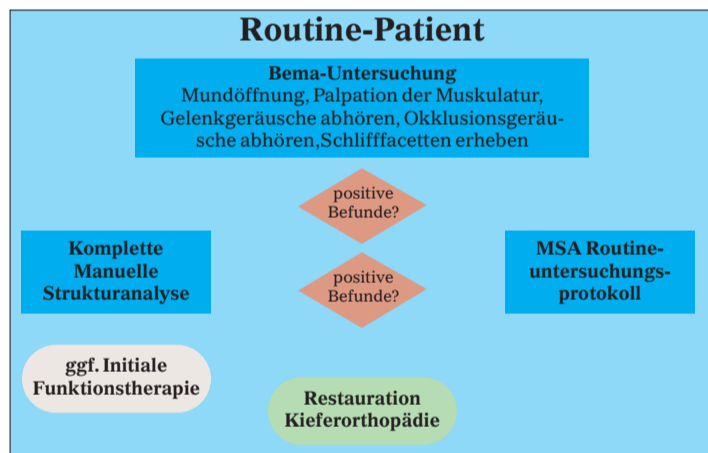 Routine-Patient
Bema-Untersuchung
Mundöffnung, Palpation der Muskulatur,
Gelenkgeräusche abhören, Okklusionsgeräu-
sche abhören,Schlifffacetten erheben
positive
Befunde?
Komplette
Manuelle
Strukturanalyse
positive
Befunde?
MSA Routine-
untersuchungs-
protokoll
ggf. Initiale
Funktionstherapie
Restauration
Kieferorthopädie